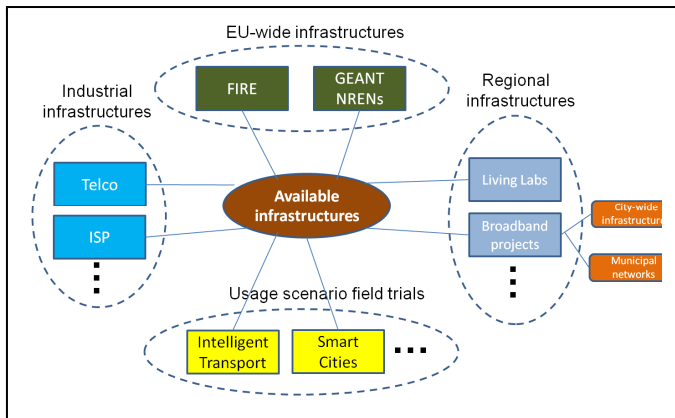 EU-wide infrastructures
FIRE
GEANT
NRENs
Industrial
infrastructures
Regional
infrastructures
Telco
ISP
Available
infrastructures
Living Labs
Broadband
projects
City-wide
infrastructure
Municipal
networks
Usage scenario field trials
Intelligent
Transport
Smart
Cities